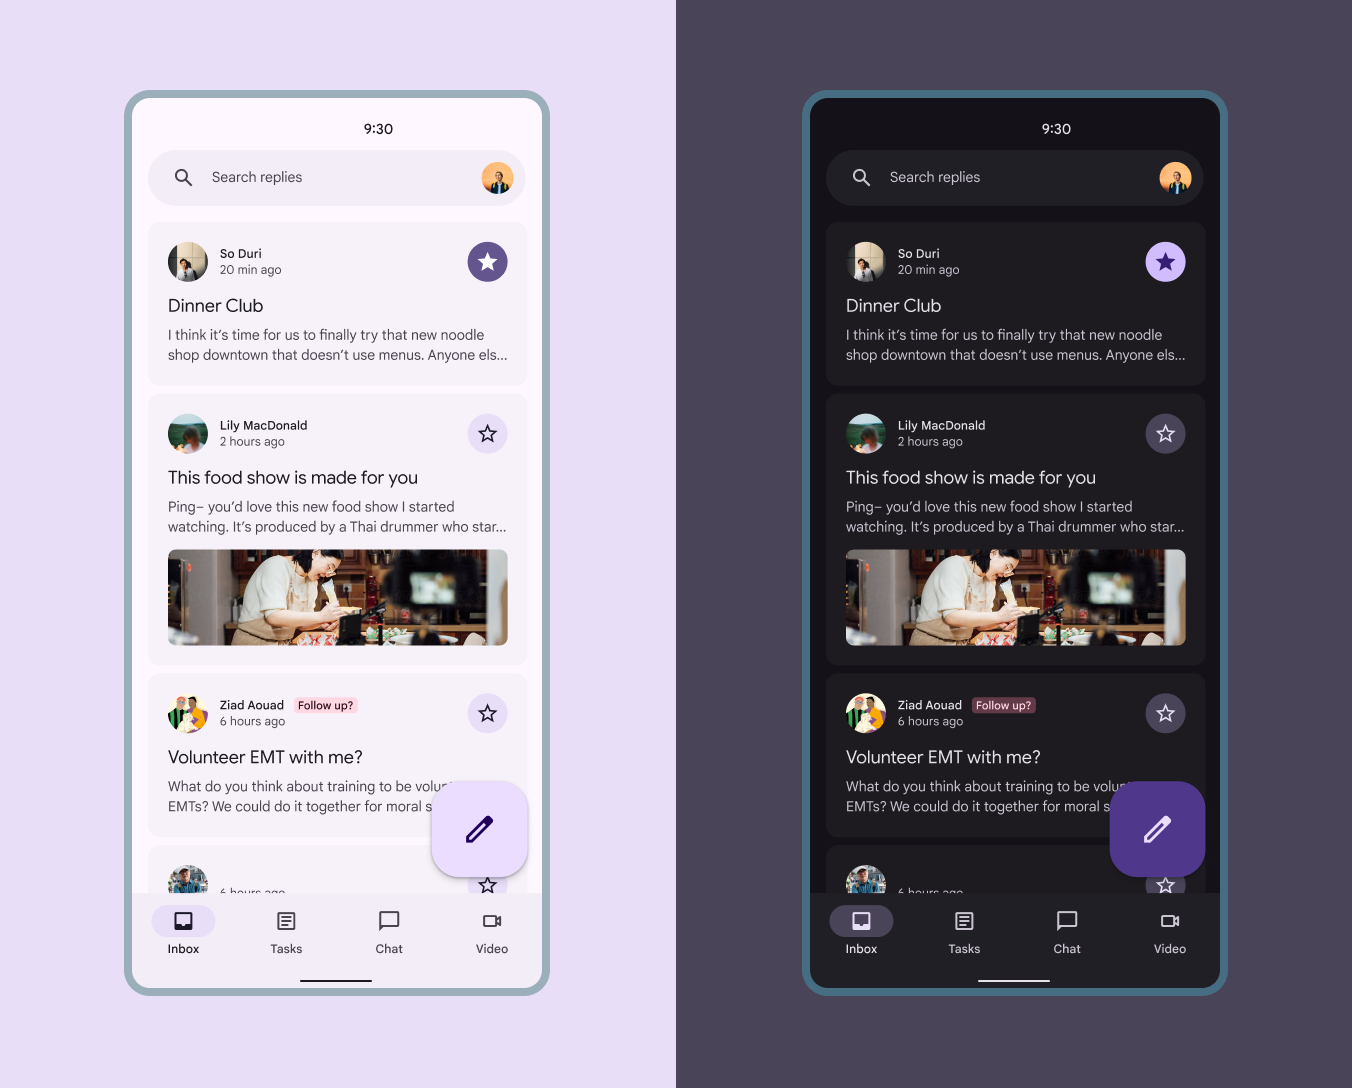 9:30
Search replies
So Duri
20 min ago
Dinner Club
I think it’s time for us to finally try that new noodle
shop downtown that doesn’t use menus. Anyone els...
Lily MacDonald
2 hours ago
This food show is made for you
Ping– you’d love this new food show I started
watching. It’s produced by a Thai drummer who star...
Ziad Aouad Follow up?
6 hours ago
Volunteer EMT with me?
What do you think about training to be
EMTs? We could do it together for moral
6 hours ago
Inbox Tasks Chat Video
9:30
Search replies
So Duri
20 min ago
Dinner Club
I think it’s time for us to finally try that new noodle
shop downtown that doesn’t use menus. Anyone els...
Lily MacDonald
2 hours ago
This food show is made for you
Ping– you’d love this new food show I started
watching. It’s produced by a Thai drummer who star...
Ziad Aouad Follow up?
6 hours ago
Volunteer EMT with me?
What do you think about training to be
EMTs? We could do it together for moral
6 hours ago
Inbox Tasks Chat Video